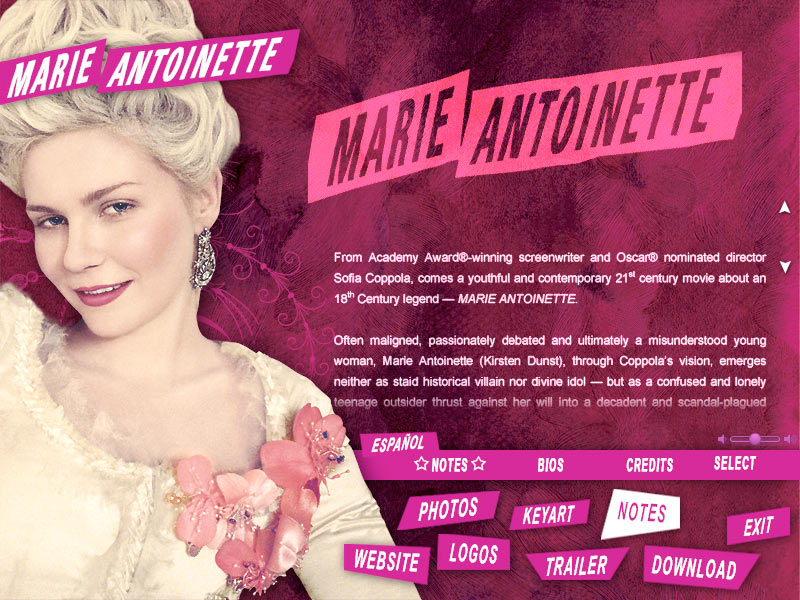 MARIE ANTOINETTE
MARIE ANTOINETTE
From Academy Award®-winning screenwriter and Oscar® nominated director
Sofia Coppola, comes a youthful and contemporary 21st century movie about an
18th Century legend — MARIE ANTOINETTE.
Often maligned, passionately debated and ultimately a misunderstood young
woman, Marie Antoinette (Kirsten Dunst), through Coppola's vision, emerges
neither as staid historical villain nor divine idol — but as a confused and lonely
teenage outsider thrust against her will into a decadent and scandal-plagued
ESPAÑOL
NOTES BIOS CREDITS SELECT
PHOTOS KEYART NOTES EXIT
WEBSITE LOGOS TRAILER DOWNLOAD